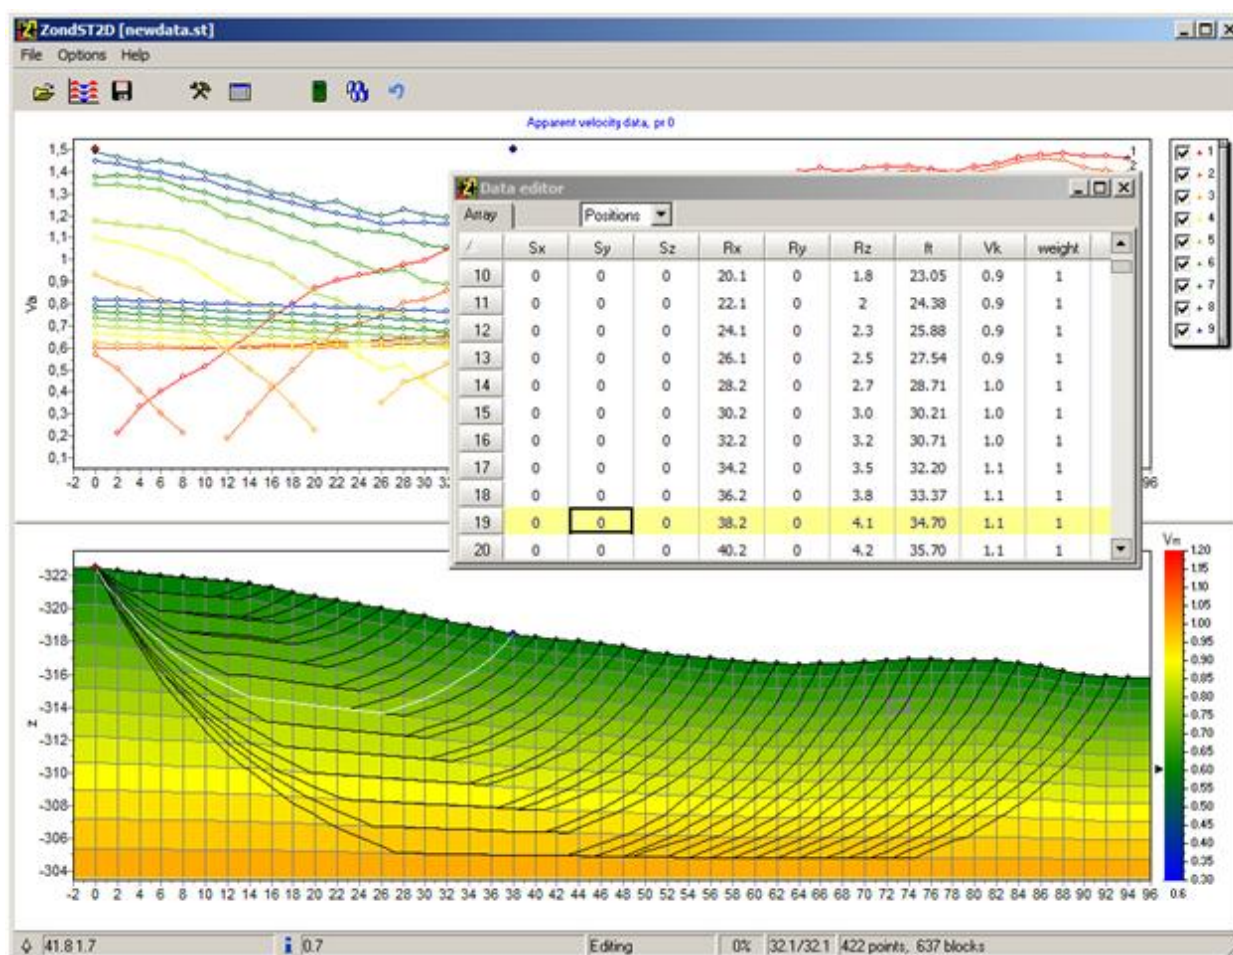 ZondST2D [newdata.st]
File Options Help
Apparent velocity data, pr 0
1,5
1,4
1,3
1,2
1,1
1
0,9
0,8
0,7
0,6
0,5
0,4
0,3
0,2
0,1
Va
-2 0 2 4 6 8 10 12 14 16 18 20 22 24 26 28 30 32
96
1
1
2
3
4
5
6
7
8
9
Data editor
Array Positions
/ Sx Sy Sz Rx Ry Rz ft Vk weight
10 0 0 0 20.1 0 1.8 23.05 0.9 1
11 0 0 0 22.1 0 2 24.38 0.9 1
12 0 0 0 24.1 0 2.3 25.88 0.9 1
13 0 0 0 26.1 0 2.5 27.54 0.9 1
14 0 0 0 28.2 0 2.7 28.71 1.0 1
15 0 0 0 30.2 0 3.0 30.21 1.0 1
16 0 0 0 32.2 0 3.2 30.71 1.0 1
17 0 0 0 34.2 0 3.5 32.20 1.1 1
18 0 0 0 36.2 0 3.8 33.37 1.1 1
19 0 0 0 38.2 0 4.1 34.70 1.1 1
20 0 0 0 40.2 0 4.2 35.70 1.1 1
-322
-320
-318
-316
-314
-312
-310
-308
-306
-304
z
-2 0 2 4 6 8 10 12 14 16 18 20 22 24 26 28 30 32 34 36 38 40 42 44 46 48 50 52 54 56 58 60 62 64 66 68 70 72 74 76 78 80 82 84 86 88 90 92 94 96
Vm
1.20
1.15
1.10
1.05
1.00
0.95
0.90
0.85
0.80
0.75
0.70
0.65
0.60
0.55
0.50
0.45
0.40
0.35
0.30
0.6
41.8 1.7 0.7 Editing 0% 32.1/32.1 422 points, 637 blocks